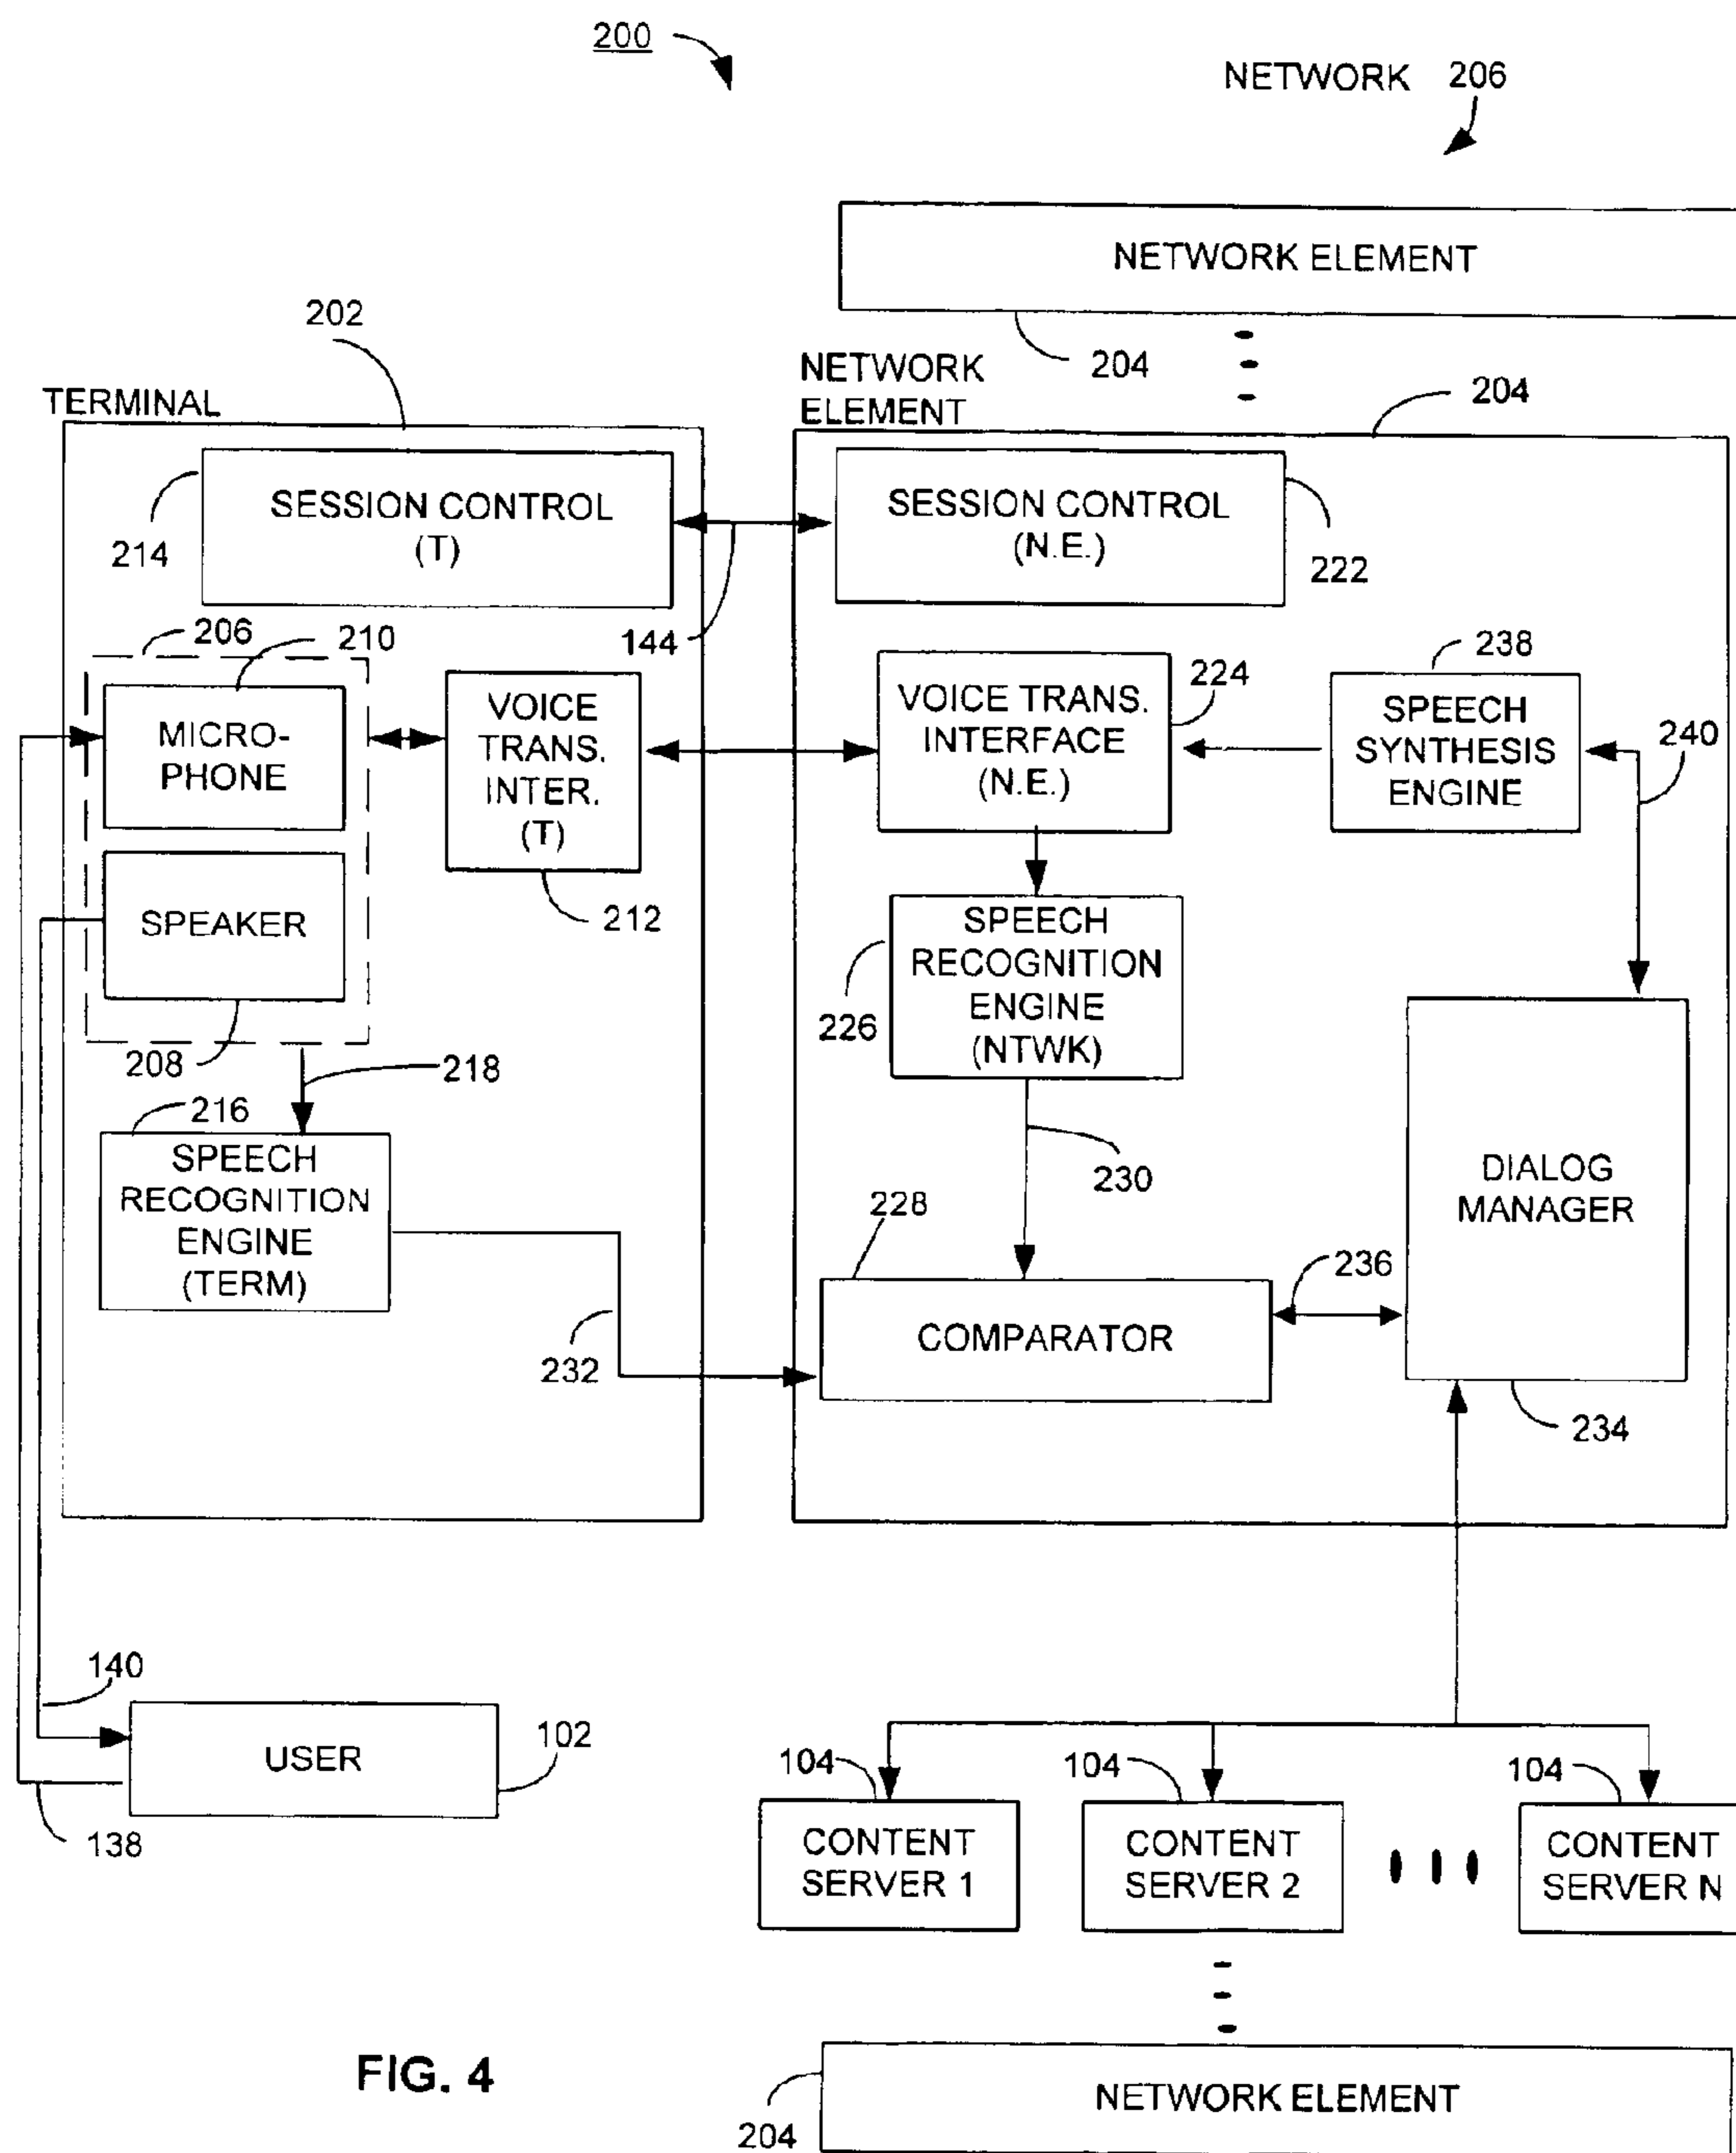 200
NETWORK 206
NETWORK ELEMENT
204
202
NETWORK
ELEMENT
204
TERMINAL
SESSION CONTROL
(T)
214
SESSION CONTROL
(N.E.)
222
144
206
210
MICRO-
PHONE
SPEAKER
208
VOICE
TRANS.
INTER.
(T)
212
VOICE TRANS.
INTERFACE
(N.E.)
224
238
SPEECH
SYNTHESIS
ENGINE
240
218
216
SPEECH
RECOGNITION
ENGINE
(TERM)
232
SPEECH
RECOGNITION
ENGINE
(NTWK)
226
230
228
COMPARATOR
236
DIALOG
MANAGER
234
140
USER
102
138
104
CONTENT
SERVER 1
104
CONTENT
SERVER 2
104
CONTENT
SERVER N
FIG. 4
NETWORK ELEMENT
204